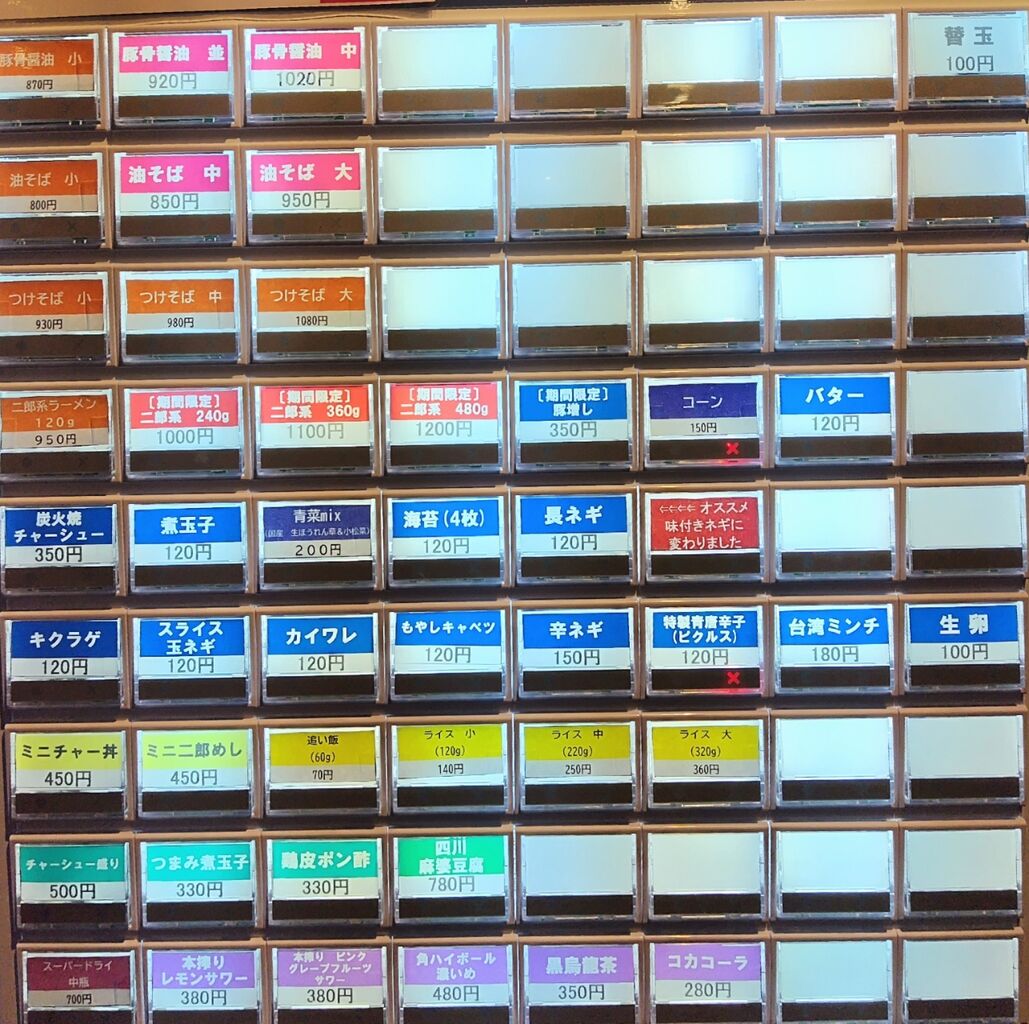 豚骨醤油 小
870円
豚骨醤油 並
920円
豚骨醤油 中
1020円
替 玉
100円
油そば 小
800円
油そば 中
850円
油そば 大
950円
つけそば 小
930円
つけそば 中
980円
つけそば 大
1080円
二郎系ラーメン
120g
950円
〔期間限定〕
二郎系 240g
1000円
〔期間限定〕
二郎系 360g
1100円
〔期間限定〕
二郎系 480g
1200円
〔期間限定〕
豚増し
350円
コーン
150円
×
バター
120円
炭火焼
チャーシュー
350円
煮玉子
120円
青菜mix
(国産 生ほうれん草&小松菜)
200円
海苔(4枚)
120円
長ネギ
120円
←←←← オススメ
味付きネギに
変わりました
キクラゲ
120円
スライス
玉ネギ
120円
カイワレ
120円
もやしキャベツ
120円
辛ネギ
150円
特製青唐辛子
(ピクルス)
120円
×
台湾ミンチ
180円
生 卵
100円
ミニチャー丼
450円
ミニ二郎めし
450円
追い飯
(60g)
70円
ライス 小
(120g)
140円
ライス 中
(220g)
250円
ライス 大
(320g)
360円
チャーシュー盛り
500円
つまみ煮玉子
330円
鶏皮ポン酢
330円
四川
麻婆豆腐
780円
スーパードライ
中瓶
700円
本搾り
レモンサワー
380円
本搾り ピンク
グレープフルーツ
サワー
380円
角ハイボール
濃いめ
480円
黒烏龍茶
350円
コカコーラ
280円